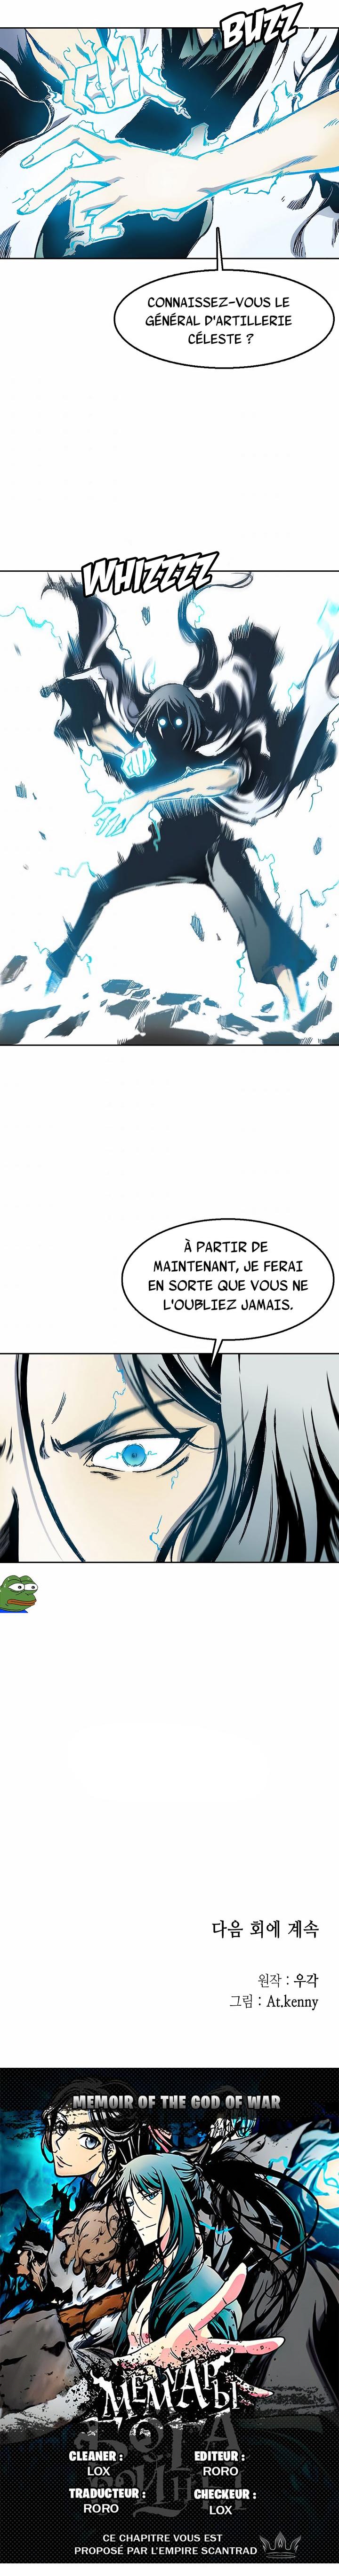 BUZZ
CONNAISSEZ-VOUS LE
GÉNÉRAL D'ARTILLERIE
CÉLESTE ?
WHIZZZZ
À PARTIR DE
MAINTENANT, JE FERAI
EN SORTE QUE VOUS NE
L'OUBLIEZ JAMAIS.
다음 회에 계속
원작 : 우각
그림 : At.kenny
MEMOIR OF THE GOD OF WAR
МЕМУАРЫ
БОГА
ВОЙНЫ
CLEANER :
LOX
EDITEUR :
RORO
TRADUCTEUR :
RORO
CHECKEUR :
LOX
CE CHAPITRE VOUS EST
PROPOSÉ PAR L'EMPIRE SCANTRAD